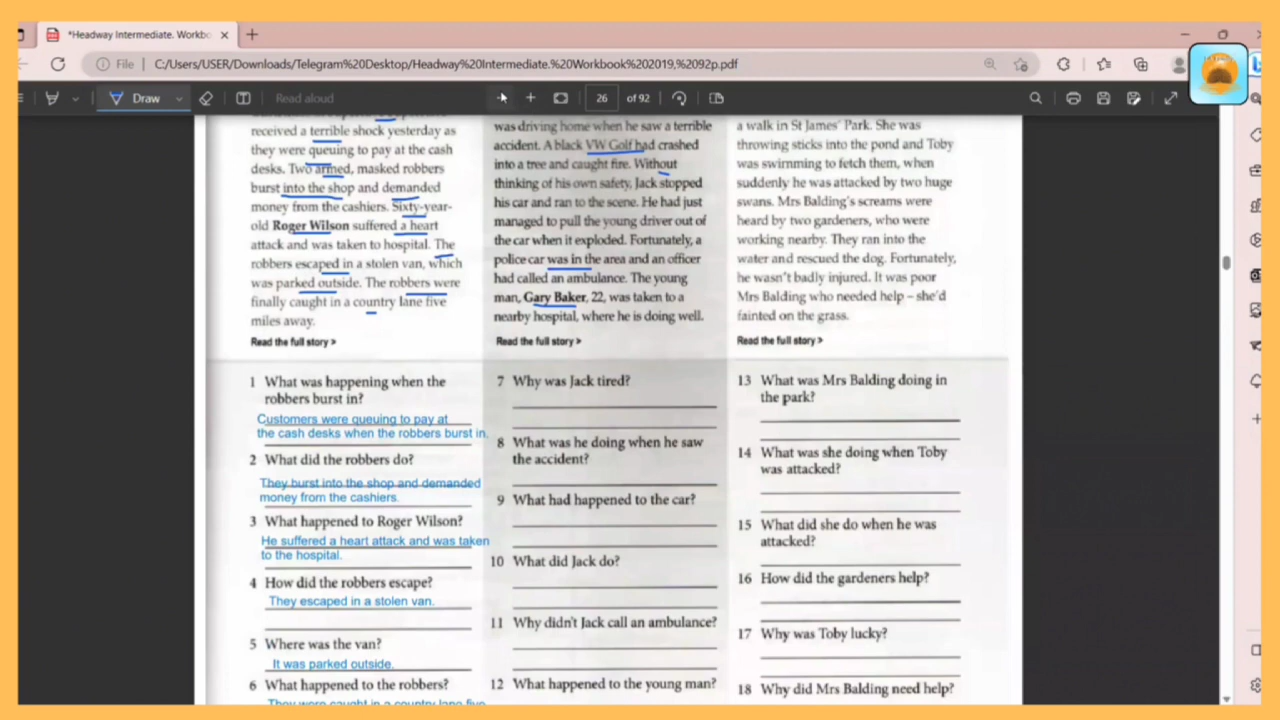 *Headway Intermediate. Workbo
File
C:/Users/USER/Downloads/Telegram%20Desktop/Headway%20Intermediate.%20Workbook%202019,%2092p.pdf
Draw
Read aloud
26 of 92
received a terrible shock yesterday as
they were queuing to pay at the cash
desks. Two armed, masked robbers
burst into the shop and demanded
money from the cashiers. Sixty-year-
old Roger Wilson suffered a heart
attack and was taken to hospital. The
robbers escaped in a stolen van, which
was parked outside. The robbers were
finally caught in a country lane five
miles away.
Read the full story >
was driving home when he saw a terrible
accident. A black VW Golf had crashed
into a tree and caught fire. Without
thinking of his own safety, Jack stopped
his car and ran to the scene. He had just
managed to pull the young driver out of
the car when it exploded. Fortunately, a
police car was in the area and an officer
had called an ambulance. The young
man, Gary Baker, 22, was taken to a
nearby hospital, where he is doing well.
Read the full story >
a walk in St James' Park. She was
throwing sticks into the pond and Toby
was swimming to fetch them, when
suddenly he was attacked by two huge
swans. Mrs Balding's screams were
heard by two gardeners, who were
working nearby. They ran into the
water and rescued the dog. Fortunately,
he wasn't badly injured. It was poor
Mrs Balding who needed help – she'd
fainted on the grass.
Read the full story >
1 What was happening when the
robbers burst in?
Customers were queuing to pay at
the cash desks when the robbers burst in.
2 What did the robbers do?
They burst into the shop and demanded
money from the cashiers.
3 What happened to Roger Wilson?
He suffered a heart attack and was taken
to the hospital.
4 How did the robbers escape?
They escaped in a stolen van.
5 Where was the van?
It was parked outside.
6 What happened to the robbers?
They were caught in a country lane five
7 Why was Jack tired?
8 What was he doing when he saw
the accident?
9 What had happened to the car?
10 What did Jack do?
11 Why didn't Jack call an ambulance?
12 What happened to the young man?
13 What was Mrs Balding doing in
the park?
14 What was she doing when Toby
was attacked?
15 What did she do when he was
attacked?
16 How did the gardeners help?
17 Why was Toby lucky?
18 Why did Mrs Balding need help?